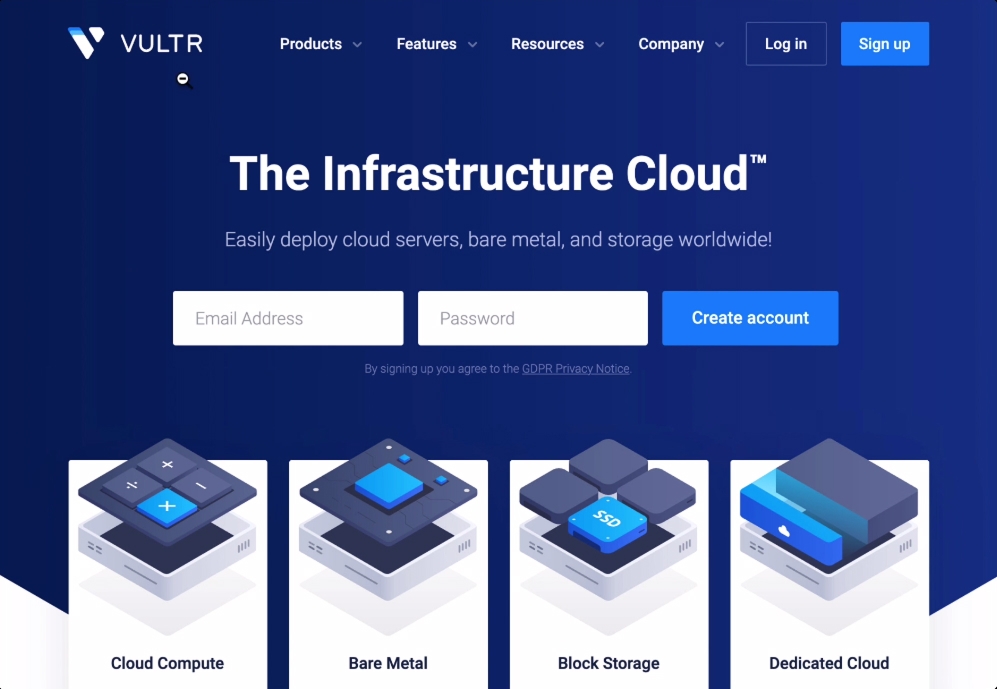 VULTR
Products
Features
Resources
Company
Log in
Sign up
The Infrastructure Cloud™
Easily deploy cloud servers, bare metal, and storage worldwide!
Email Address
Password
Create account
By signing up you agree to the GDPR Privacy Notice.
SSD
Cloud Compute
Bare Metal
Block Storage
Dedicated Cloud